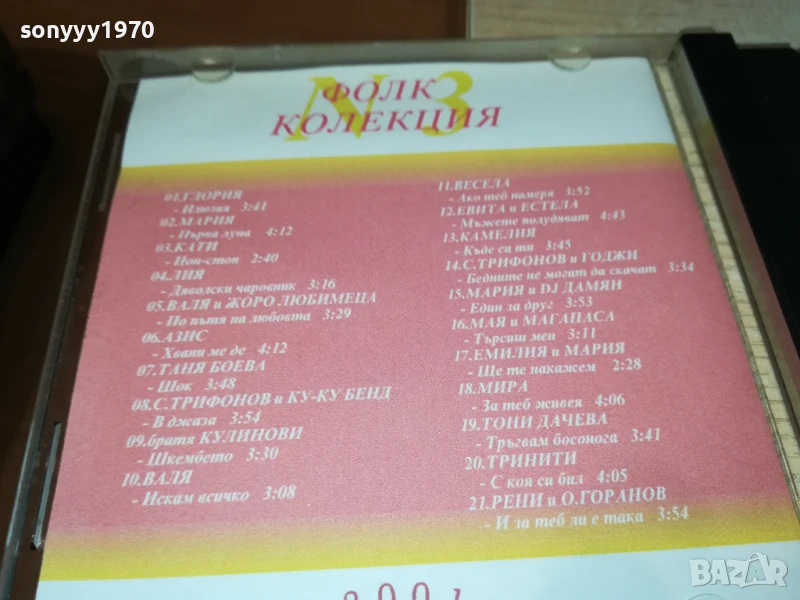 sonyyy1970
ФОЛК
КОЛЕКЦИЯ
N 3
01.ГЛОРИЯ
- Илюзия 3:41
02.МАРИЯ
- Първа луна 4:12
03.КАТИ
- Нон-стоп 2:40
04.ЛИЯ
- Дяволски чаровник 3:16
05.ВАЛЯ и ЖОРО ЛЮБИМЕЦА
- По пътя на любовта 3:29
06.АЗИС
- Хвани ме де 4:12
07.ТАНЯ БОЕВА
- Шок 3:48
08.С.ТРИФОНОВ и КУ-КУ БЕНД
- В джаза 3:54
09.братя КУЛИНОВИ
- Шкембето 3:30
10.ВАЛЯ
- Искам всичко 3:08
11.ВЕСЕЛА
- Ако теб намеря 3:52
12.ЕВИТА и ЕСТЕЛА
- Мъжете полудяват 4:43
13.КАМЕЛИЯ
- Къде си ти 3:45
14.С.ТРИФОНОВ и ГОДЖИ
- Бедните не могат да скачат 3:34
15.МАРИЯ и DJ ДАМЯН
- Един за друг 3:53
16.МАЯ и МАГАПАСА
- Търсиш мен 3:11
17.ЕМИЛИЯ и МАРИЯ
- Ще те накажем 2:28
18.МИРА
- За теб живея 4:06
19.ТОНИ ДАЧЕВА
- Тръгвам босонога 3:41
20.ТРИНИТИ
- С коя си бил 4:05
21.РЕНИ и О.ГОРАНОВ
- И за теб ли е така 3:54
BAZAR